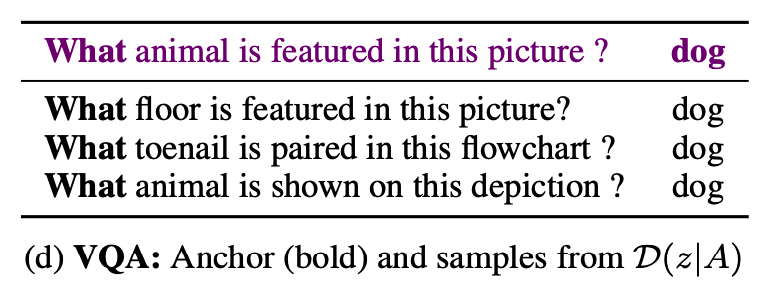 What animal is featured in this picture ? dog
What floor is featured in this picture? dog
What toenail is paired in this flowchart ? dog
What animal is shown on this depiction ? dog
(d) VQA: Anchor (bold) and samples from 𝒟(z|A)